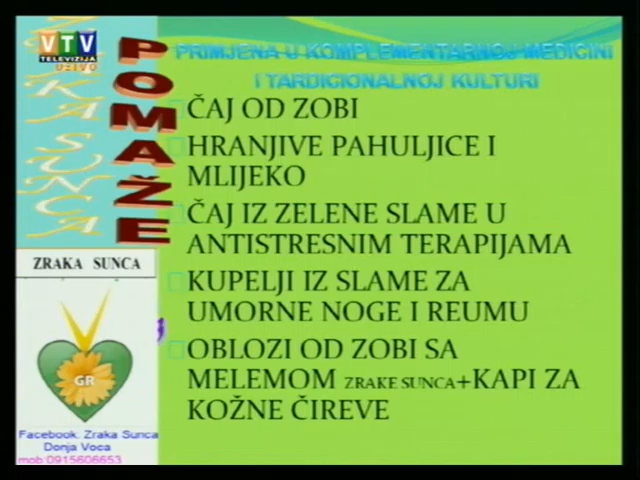 VTV
TELEVIZIJA
UŽIVO
ZRAKA SUNCA
POMAŽE
PRIMJENA U KOMPLEMENTARNOJ MEDICINI
I TARDICIONALNOJ KULTURI
ČAJ OD ZOBI
HRANJIVE PAHULJICE I
MLIJEKO
ČAJ IZ ZELENE SLAME U
ANTISTRESNIM TERAPIJAMA
KUPELJI IZ SLAME ZA
UMORNE NOGE I REUMU
OBLOZI OD ZOBI SA
MELEMOM ZRAKE SUNCA+KAPI ZA
KOŽNE ČIREVE
ZRAKA SUNCA
GR
Facebook. Zraka Sunca
Donja Voca
mob:0915606653